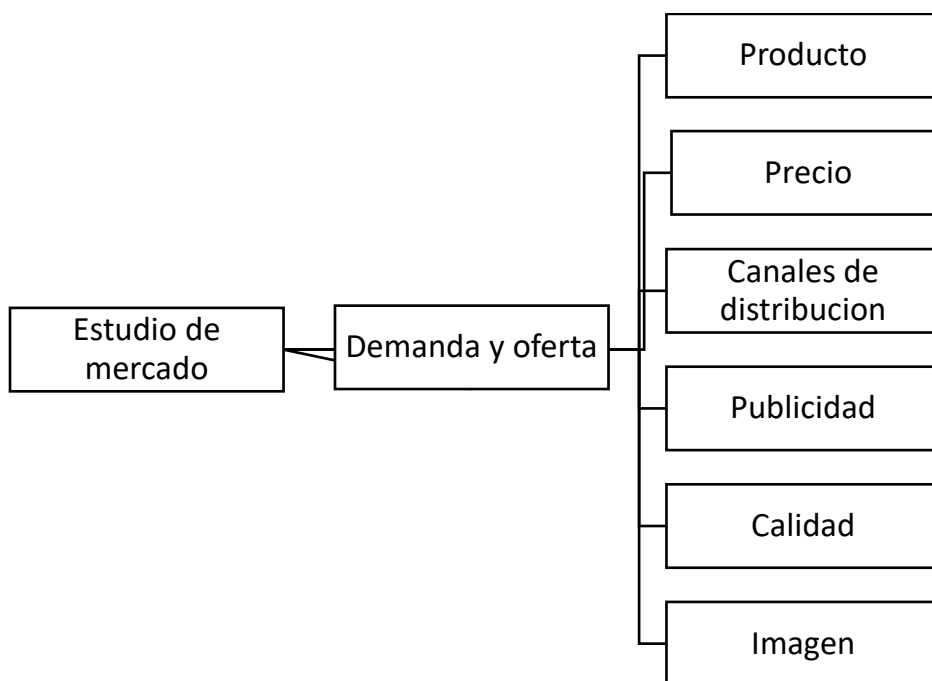 Estudio de
mercado
Demanda y oferta
Producto
Precio
Canales de
distribucion
Publicidad
Calidad
Imagen